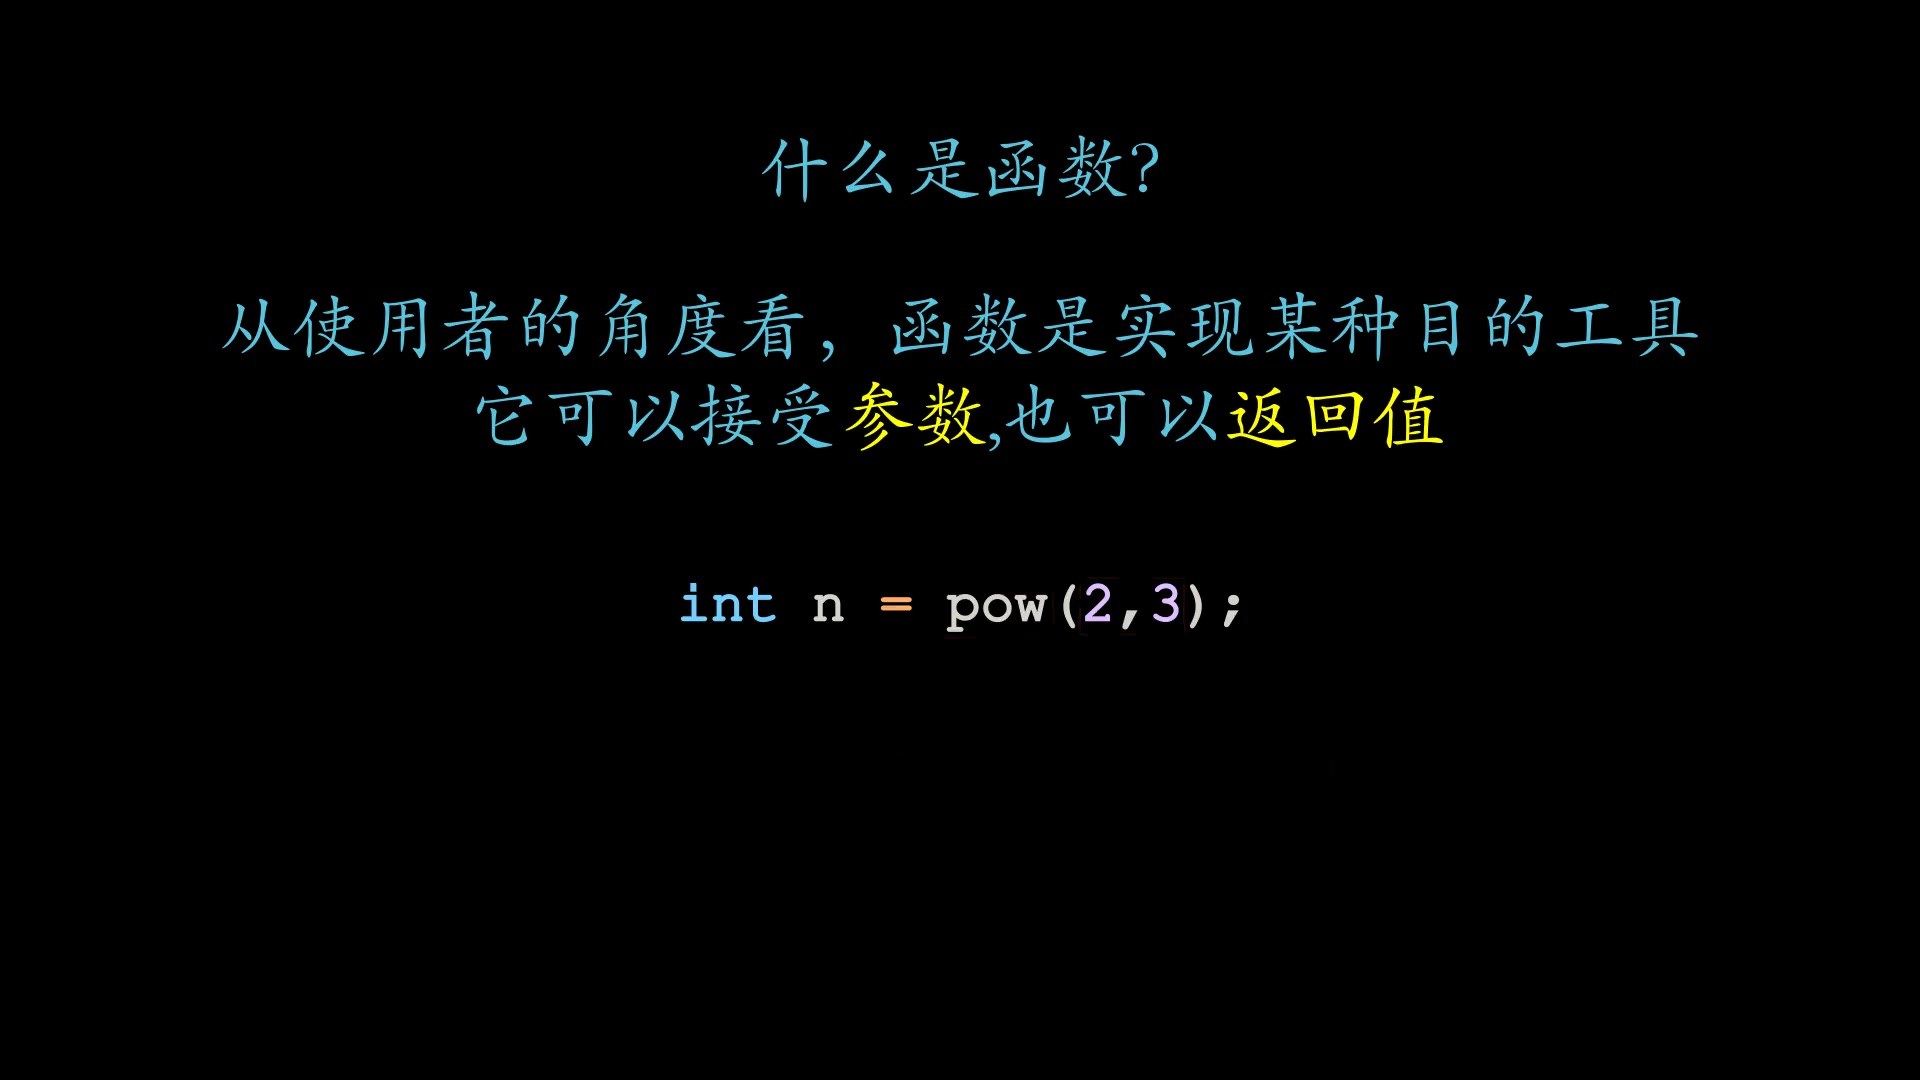 什么是函数?
从使用者的角度看，函数是实现某种目的工具
它可以接受参数,也可以返回值
int n = pow(2,3);